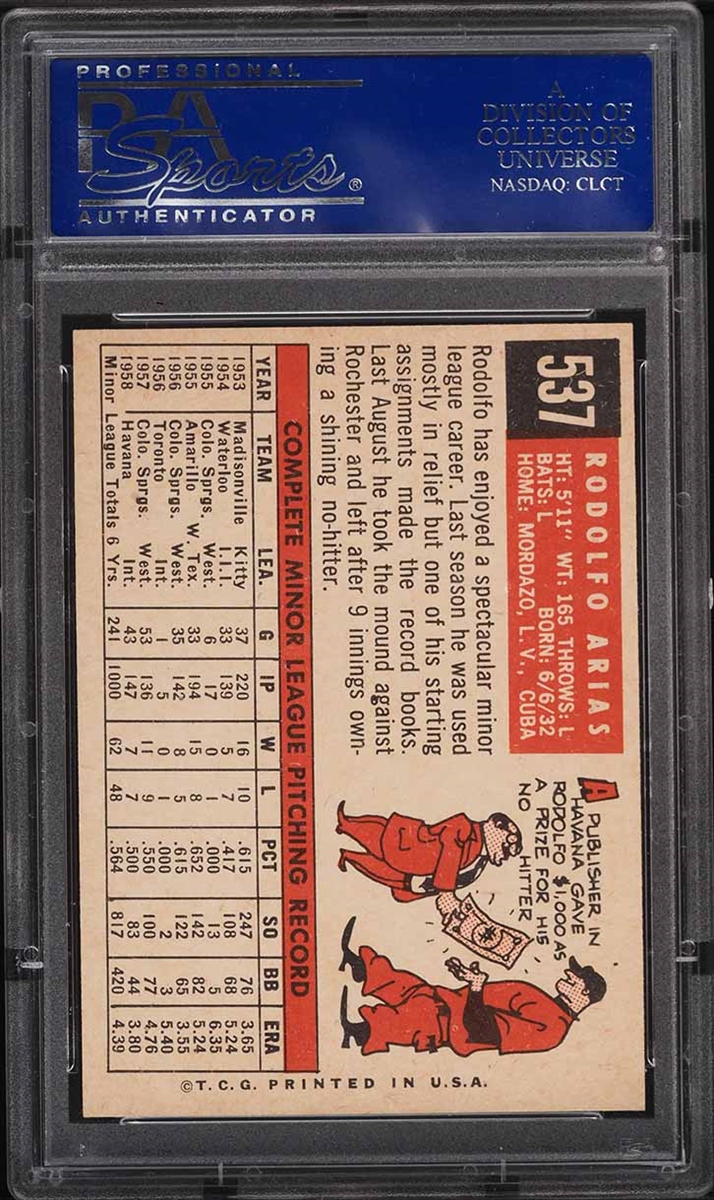 PROFESSIONAL
PSA
Sports®
AUTHENTICATOR
A
DIVISION OF
COLLECTORS
UNIVERSE
NASDAQ: CLCT
537
RODOLFO ARIAS
HT: 5'11" WT: 165 THROWS: L
BATS: L BORN: 6/6/32
HOME: MORDAZO, L. V., CUBA
Rodolfo has enjoyed a spectacular minor
league career. Last season he was used
mostly in relief but one of his starting
assignments made the record books.
Last August he took the mound against
Rochester and left after 9 innings own-
ing a shining no-hitter.
A PUBLISHER IN
HAVANA GAVE
RODOLFO $1,000 AS
A PRIZE FOR HIS
NO HITTER
COMPLETE MINOR LEAGUE PITCHING RECORD
YEAR TEAM LEA. G IP W L PCT SO BB ERA
1953 Madisonville Kitty 37 220 16 10 .615 247 76 3.65
1954 Waterloo I.I.I. 33 139 5 7 .417 108 68 5.24
1955 Colo. Sprgs. West. 6 17 0 1 .000 13 5 6.35
1955 Amarillo W. Tex. 33 194 15 8 .652 142 82 5.24
1956 Colo. Sprgs. West. 35 142 8 5 .615 122 65 3.55
1956 Toronto Int. 1 5 0 1 .000 2 3 5.40
1957 Colo. Sprgs. West. 53 136 11 9 .550 100 77 4.76
1958 Havana Int. 43 147 7 7 .500 83 44 3.80
Minor League Totals 6 Yrs. 241 1000 62 48 .564 817 420 4.39
©T.C.G. PRINTED IN U.S.A.